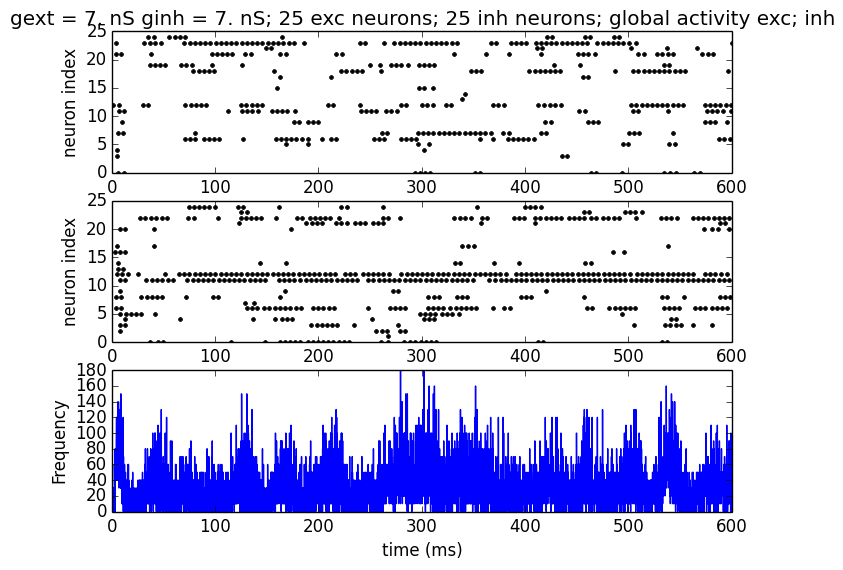 gext = 7. nS ginh = 7. nS; 25 exc neurons; 25 inh neurons; global activity exc; inh
25
20
15
10
5
0
neuron index
0 100 200 300 400 500 600
25
20
15
10
5
0
neuron index
0 100 200 300 400 500 600
180
160
140
120
100
80
60
40
20
0
Frequency
0 100 200 300 400 500 600
time (ms)